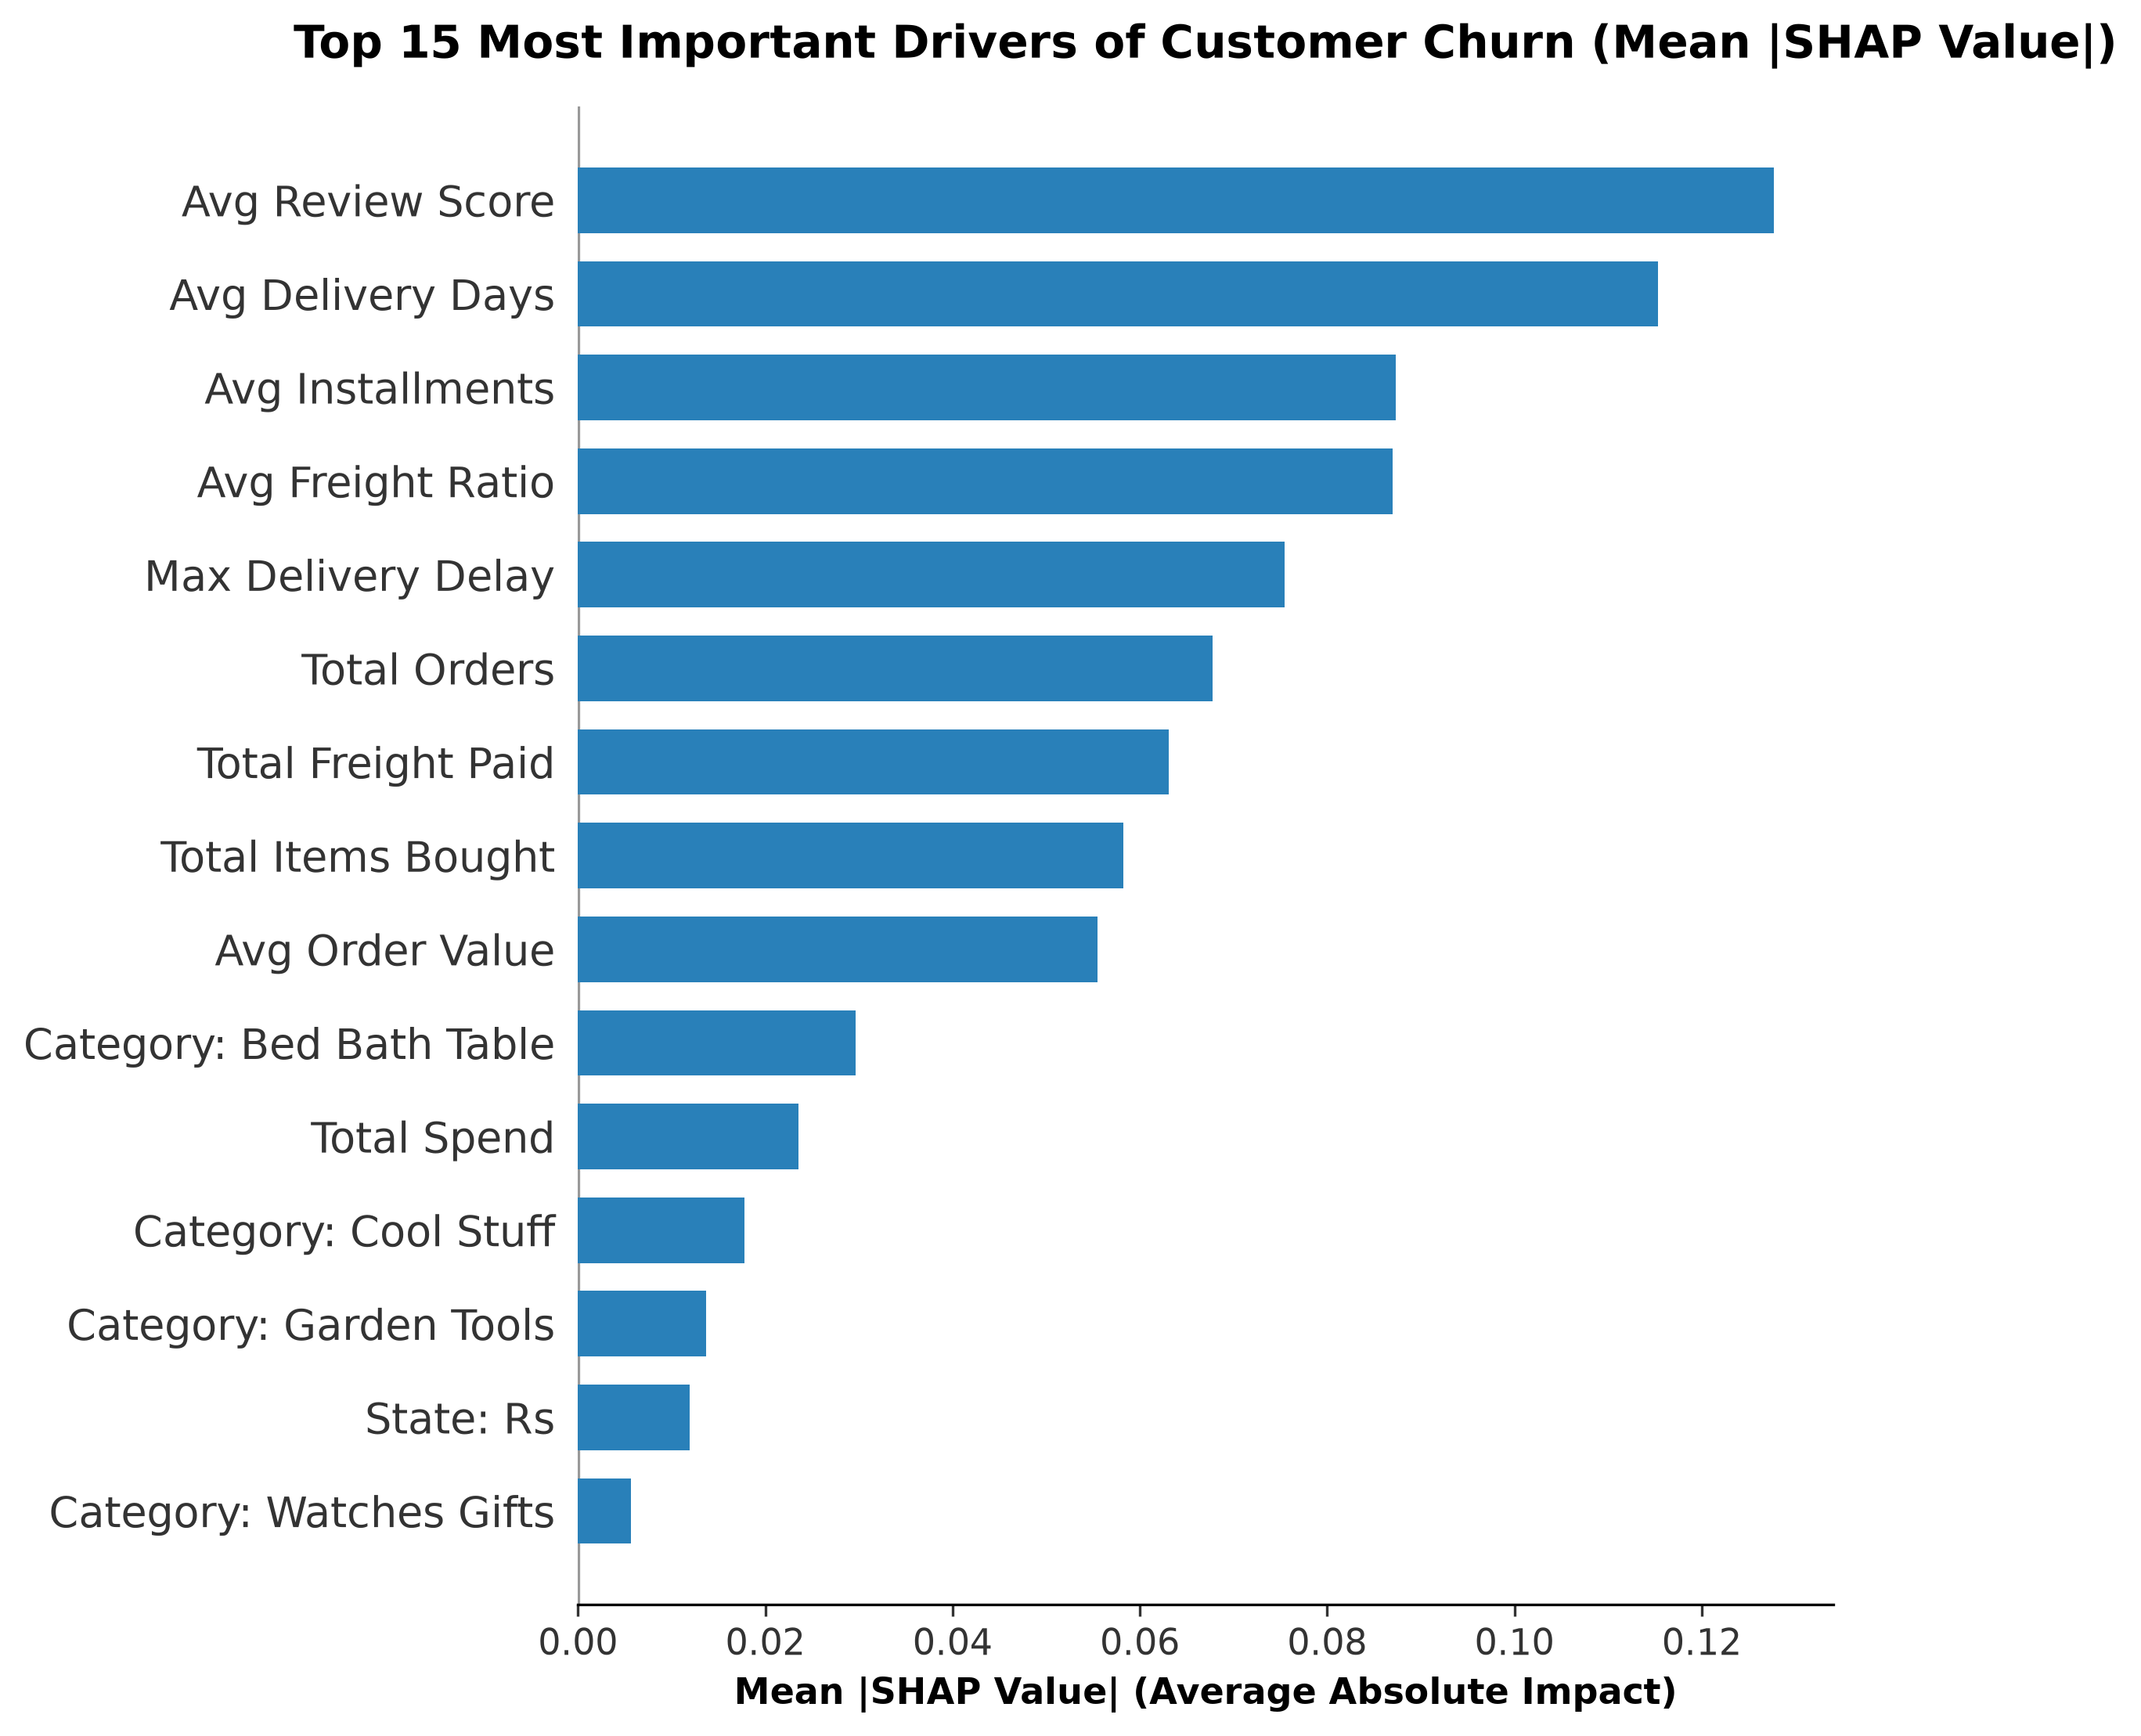 Top 15 Most Important Drivers of Customer Churn (Mean |SHAP Value|)
Avg Review Score
Avg Delivery Days
Avg Installments
Avg Freight Ratio
Max Delivery Delay
Total Orders
Total Freight Paid
Total Items Bought
Avg Order Value
Category: Bed Bath Table
Total Spend
Category: Cool Stuff
Category: Garden Tools
State: Rs
Category: Watches Gifts
0.00 0.02 0.04 0.06 0.08 0.10 0.12
Mean |SHAP Value| (Average Absolute Impact)